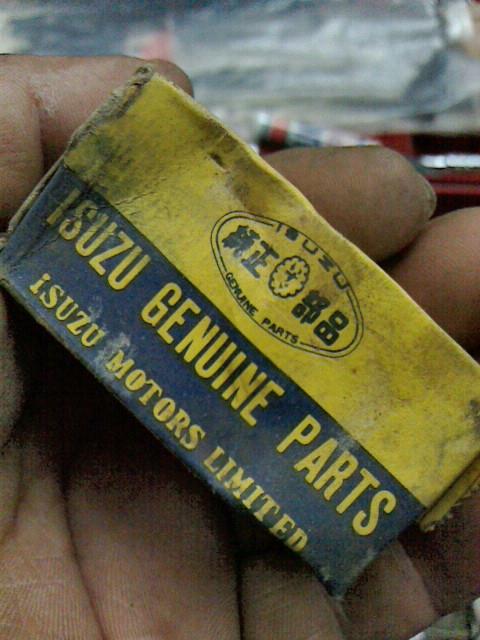 ISUZU
純正 部品
GENUINE PARTS
ISUZU GENUINE PARTS
ISUZU MOTORS LIMITED